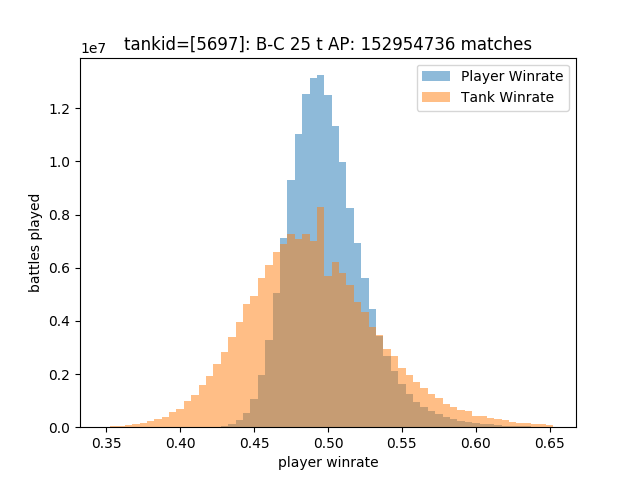 tankid=[5697]: B-C 25 t AP: 152954736 matches
1e7
Player Winrate
Tank Winrate
1.2
1.0
0.8
0.6
0.4
0.2
0.0
battles played
0.35 0.40 0.45 0.50 0.55 0.60 0.65
player winrate